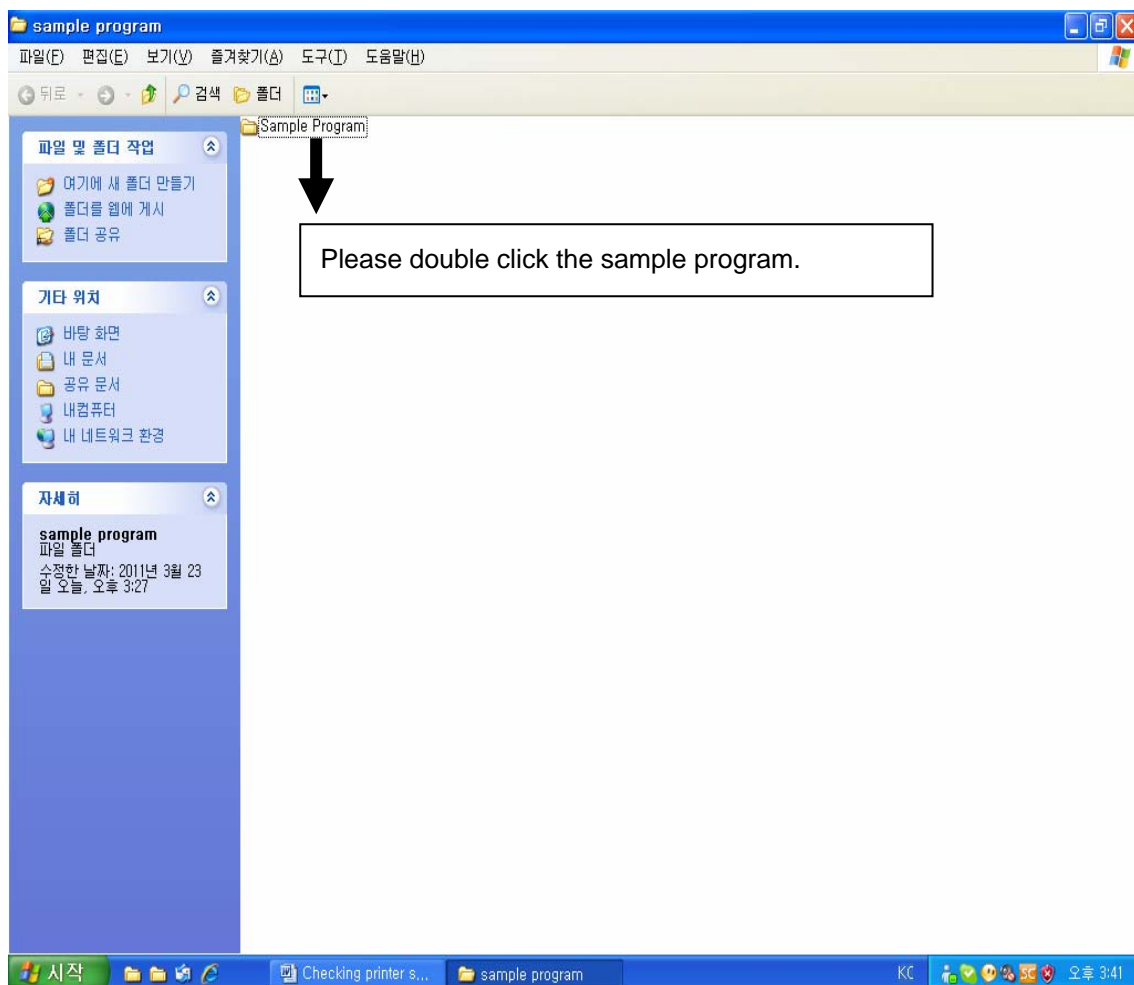 sample program
파일(F) 편집(E) 보기(V) 즐겨찾기(A) 도구(T) 도움말(H)
뒤로 검색 폴더
Sample Program
파일 및 폴더 작업
여기에 새 폴더 만들기
폴더를 웹에 게시
폴더 공유
Please double click the sample program.
기타 위치
바탕 화면
내 문서
공유 문서
내컴퓨터
내 네트워크 환경
자세히
sample program
파일 폴더
수정한 날짜: 2011년 3월 23
일 오늘, 오후 3:27
시작 Checking printer s... sample program KC SC 오후 3:41